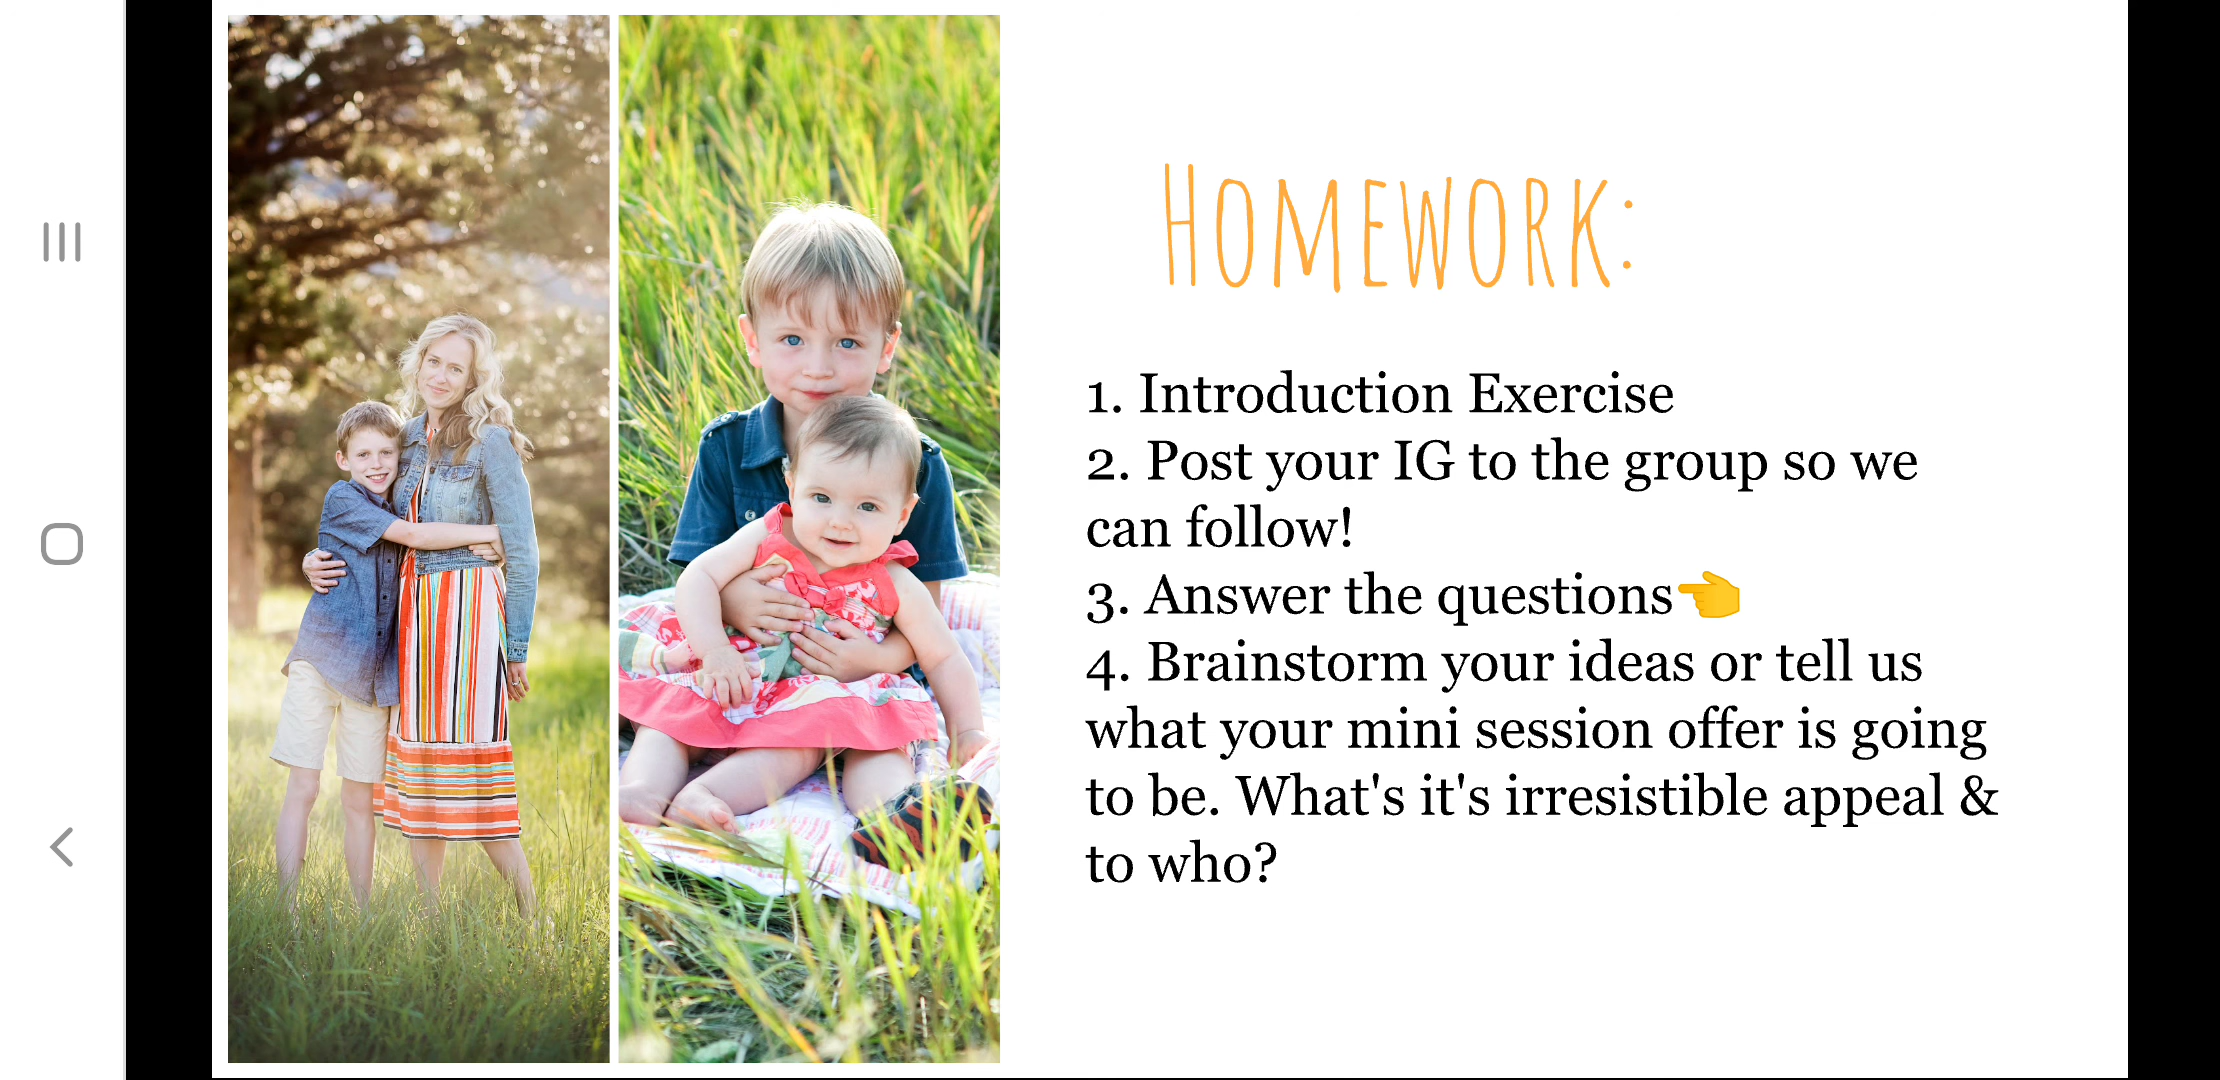 HOMEWORK:
1. Introduction Exercise
2. Post your IG to the group so we
can follow!
3. Answer the questions👈
4. Brainstorm your ideas or tell us
what your mini session offer is going
to be. What's it's irresistible appeal &
to who?